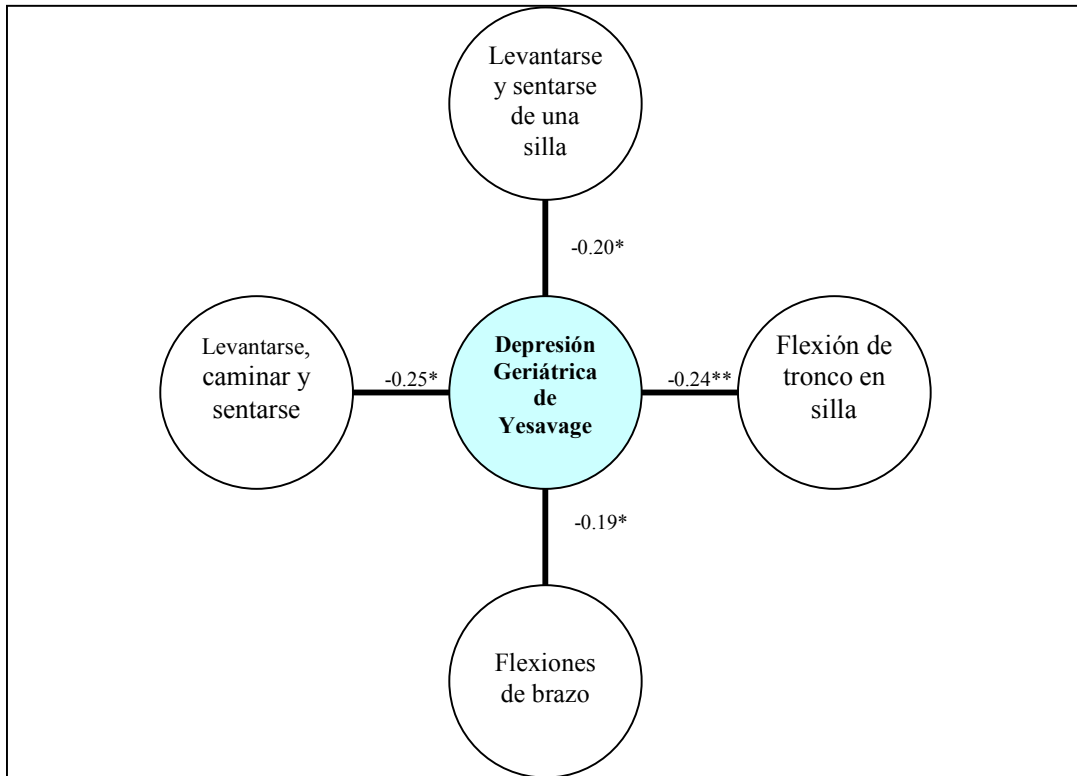 Levantarse
y sentarse
de una
silla
-0.20*
Levantarse,
caminar y
sentarse
-0.25*
Depresión
Geriátrica
de
Yesavage
-0.24**
Flexión de
tronco en
silla
-0.19*
Flexiones
de brazo